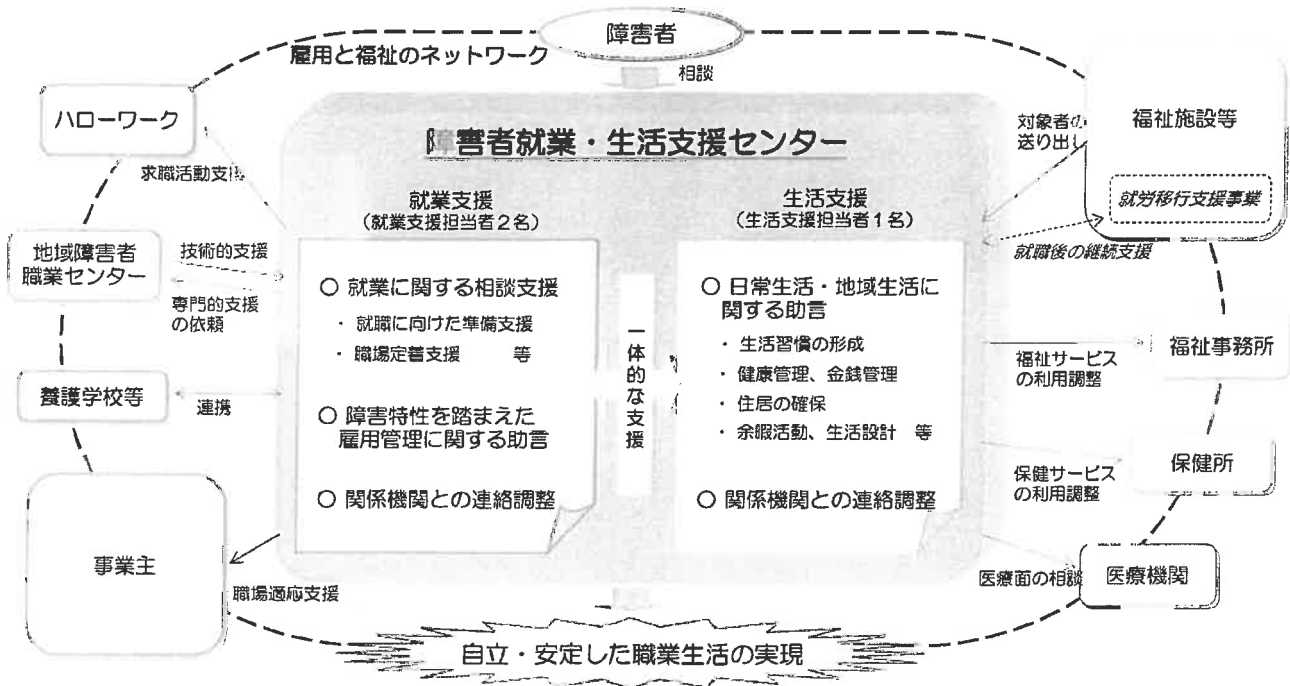 障害者
雇用と福祉のネットワーク
相談
ハローワーク
求職活動支援
地域障害者
職業センター
技術的支援
専門的支援
の依頼
養護学校等
連携
事業主
職場適応支援
障害者就業・生活支援センター
就業支援
(就業支援担当者2名)
○ 就業に関する相談支援
・ 就職に向けた準備支援
・ 職場定着支援 等
○ 障害特性を踏まえた
雇用管理に関する助言
○ 関係機関との連絡調整
一体的な支援
生活支援
(生活支援担当者1名)
○ 日常生活・地域生活に
関する助言
・ 生活習慣の形成
・ 健康管理、金銭管理
・ 住居の確保
・ 余暇活動、生活設計 等
○ 関係機関との連絡調整
対象者の
送り出し
福祉施設等
就労移行支援事業
就職後の継続支援
福祉サービス
の利用調整
福祉事務所
保健サービス
の利用調整
保健所
医療面の相談
医療機関
自立・安定した職業生活の実現